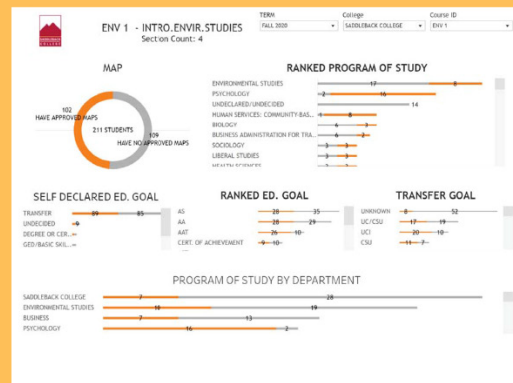 ENV 1 - INTRO.ENVIR.STUDIES
Section Count: 4
TERM
FALL 2020
College
SADDLEBACK COLLEGE
Course ID
ENV 1
MAP
102
HAVE APPROVED MAPS
211 STUDENTS
109
HAVE NO APPROVED MAPS
RANKED PROGRAM OF STUDY
ENVIRONMENTAL STUDIES 17 8
PSYCHOLOGY 2 16
UNDECLARED/UNDECIDED 14
HUMAN SERVICES: COMMUNITY-BAS... 4 8
BIOLOGY 6 3
BUSINESS ADMINISTRATION FOR TRA... 6 2
SOCIOLOGY 3 3
LIBERAL STUDIES 3 3
HEALTH SCIENCES
SELF DECLARED ED. GOAL
TRANSFER 89 85
UNDECIDED 9
DEGREE OR CER...
GED/BASIC SKIL...
RANKED ED. GOAL
AS 28 35
AA 28 29
AAT 26 10
CERT. OF ACHIEVEMENT 9 10
TRANSFER GOAL
UNKNOWN 8 52
UC/CSU 17 19
UCI 20 10
CSU 11 7
PROGRAM OF STUDY BY DEPARTMENT
SADDLEBACK COLLEGE 7 28
ENVIRONMENTAL STUDIES 18 19
BUSINESS 7 13
PSYCHOLOGY 16 2